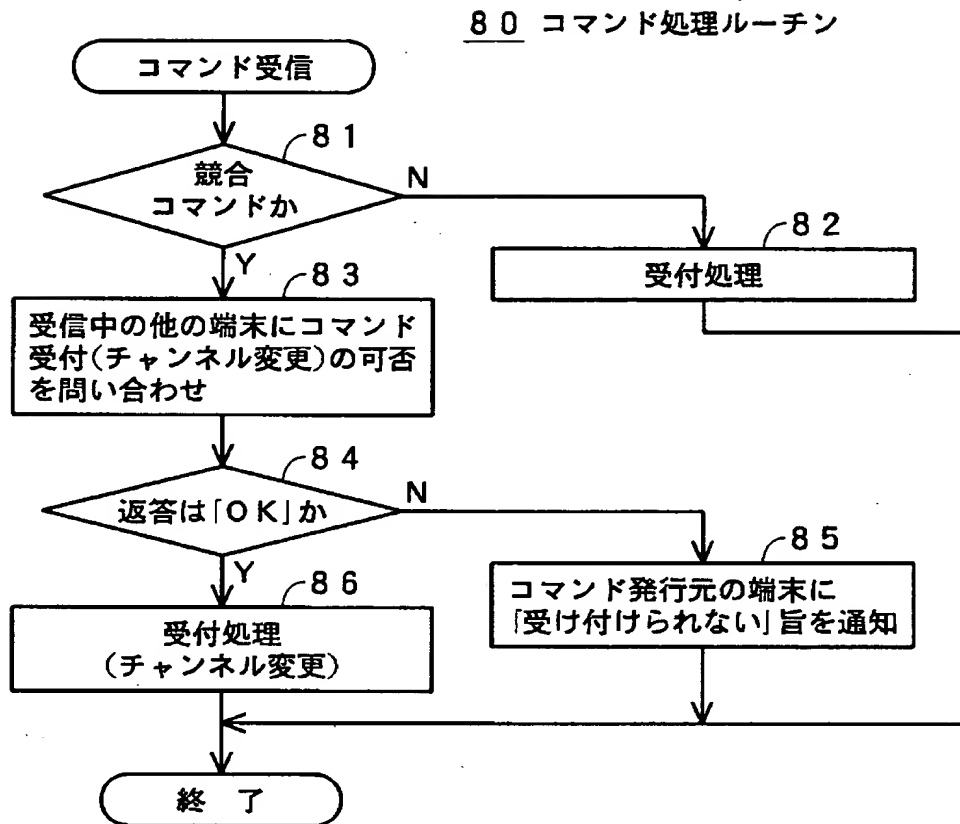 80 コマンド処理ルーチン
コマンド受信
81
競合
コマンドか
N
Y
82
受付処理
83
受信中の他の端末にコマンド
受付(チャンネル変更)の可否
を問い合わせ
84
返答は「OK」か
N
Y
85
コマンド発行元の端末に
「受け付けられない」旨を通知
86
受付処理
(チャンネル変更)
終 了